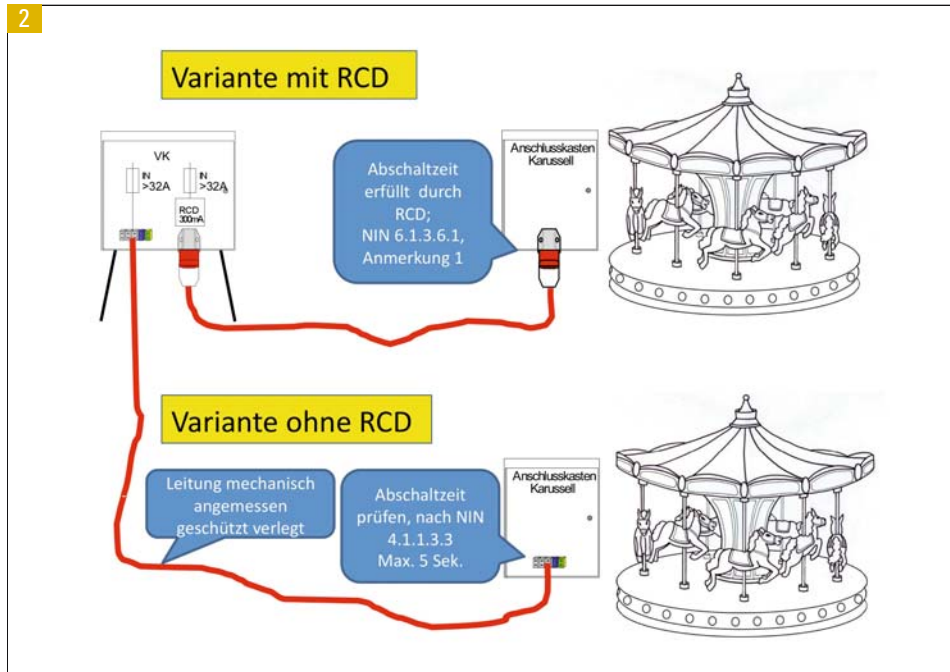 2
Variante mit RCD
VK
IN
>32A
IN
>32A
RCD
300mA
Abschaltzeit
erfüllt durch
RCD;
NIN 6.1.3.6.1,
Anmerkung 1
Anschlusskasten
Karussell
Variante ohne RCD
Leitung mechanisch
angemessen
geschützt verlegt
Abschaltzeit
prüfen, nach NIN
4.1.1.3.3
Max. 5 Sek.
Anschlusskasten
Karussell